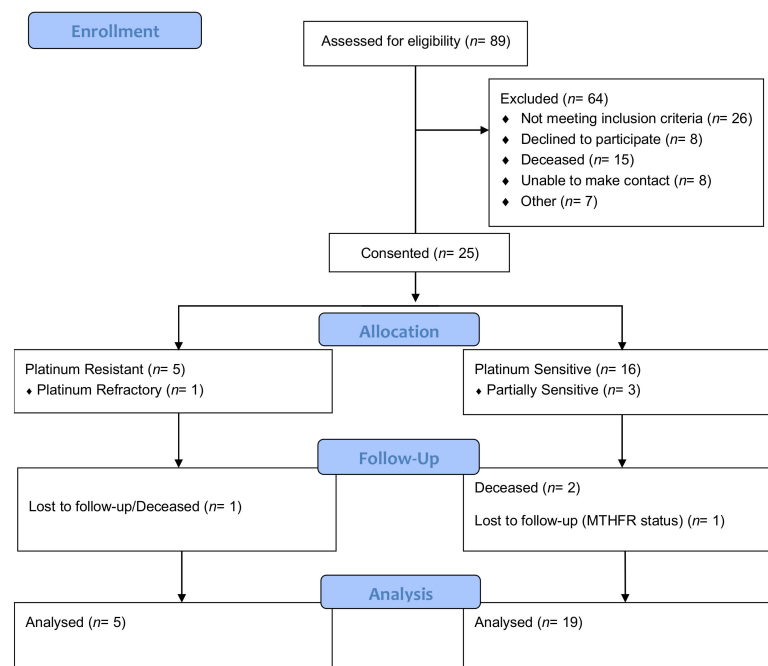 Enrollment
Assessed for eligibility (n= 89)
Excluded (n= 64)
♦ Not meeting inclusion criteria (n= 26)
♦ Declined to participate (n= 8)
♦ Deceased (n= 15)
♦ Unable to make contact (n= 8)
♦ Other (n= 7)
Consented (n= 25)
Allocation
Platinum Resistant (n= 5)
♦ Platinum Refractory (n= 1)
Platinum Sensitive (n= 16)
♦ Partially Sensitive (n= 3)
Follow-Up
Lost to follow-up/Deceased (n= 1)
Deceased (n= 2)
Lost to follow-up (MTHFR status) (n= 1)
Analysis
Analysed (n= 5)
Analysed (n= 19)